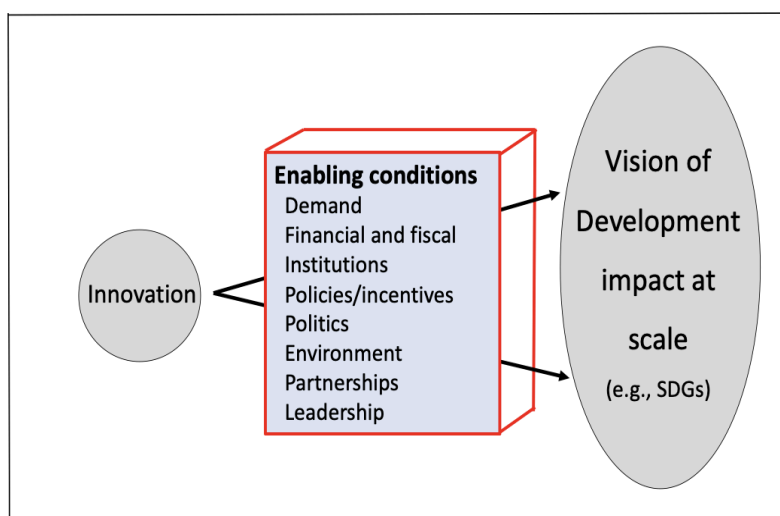 Innovation
Enabling conditions
Demand
Financial and fiscal
Institutions
Policies/incentives
Politics
Environment
Partnerships
Leadership
Vision of
Development
impact at
scale
(e.g., SDGs)